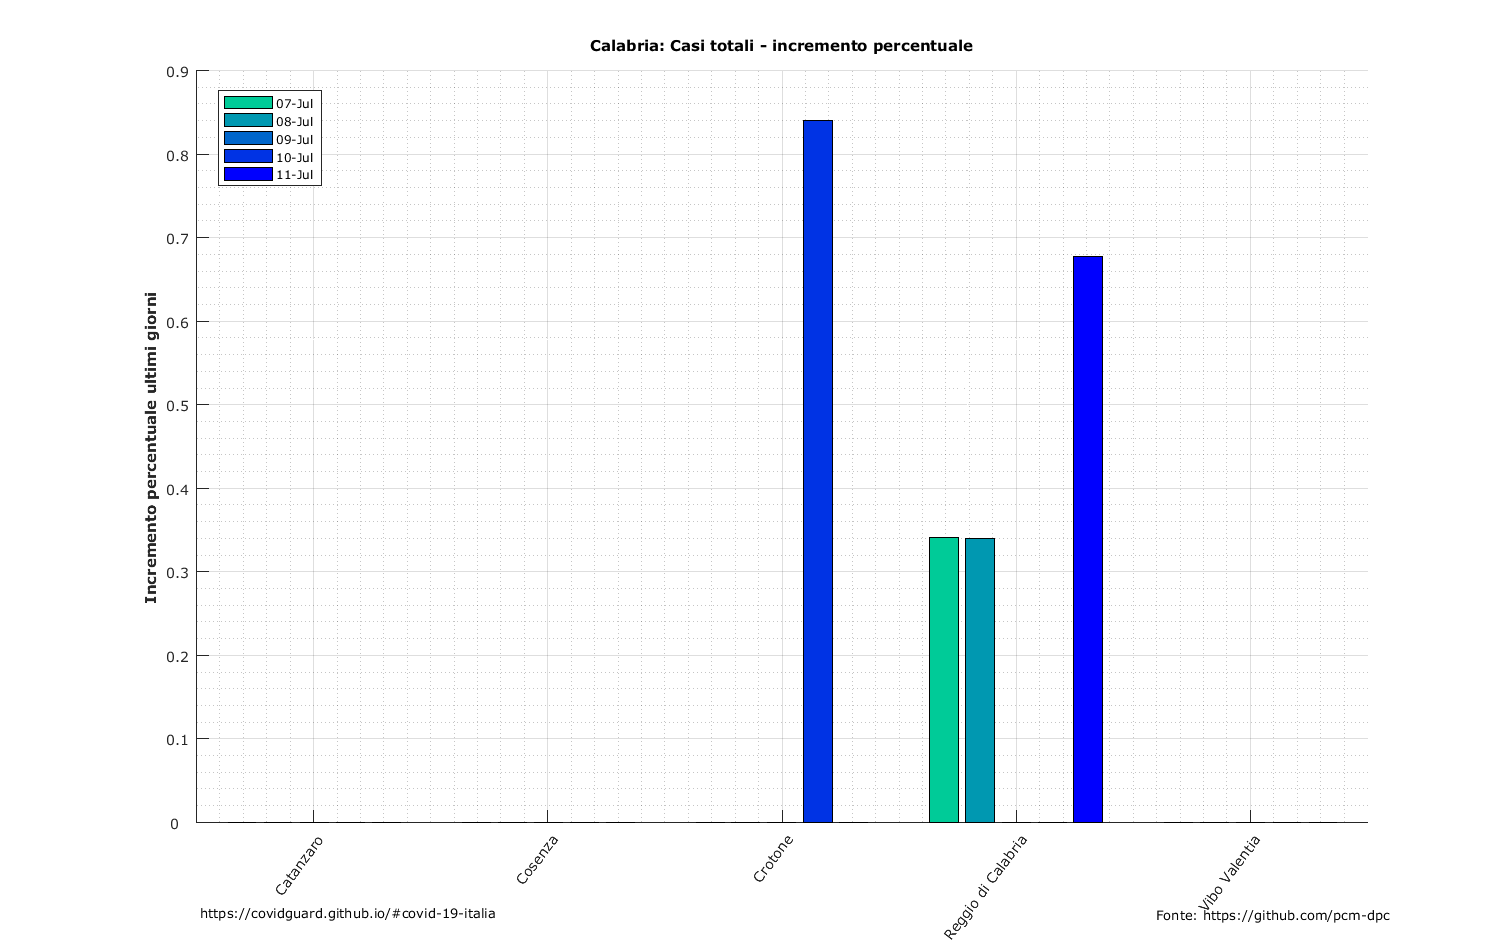 Calabria: Casi totali - incremento percentuale
0.9
0.8
0.7
0.6
0.5
0.4
0.3
0.2
0.1
0
Incremento percentuale ultimi giorni
07-Jul
08-Jul
09-Jul
10-Jul
11-Jul
Catanzaro
Cosenza
Crotone
Reggio di Calabria
Vibo Valentia
https://covidguard.github.io/#covid-19-italia
Fonte: https://github.com/pcm-dpc